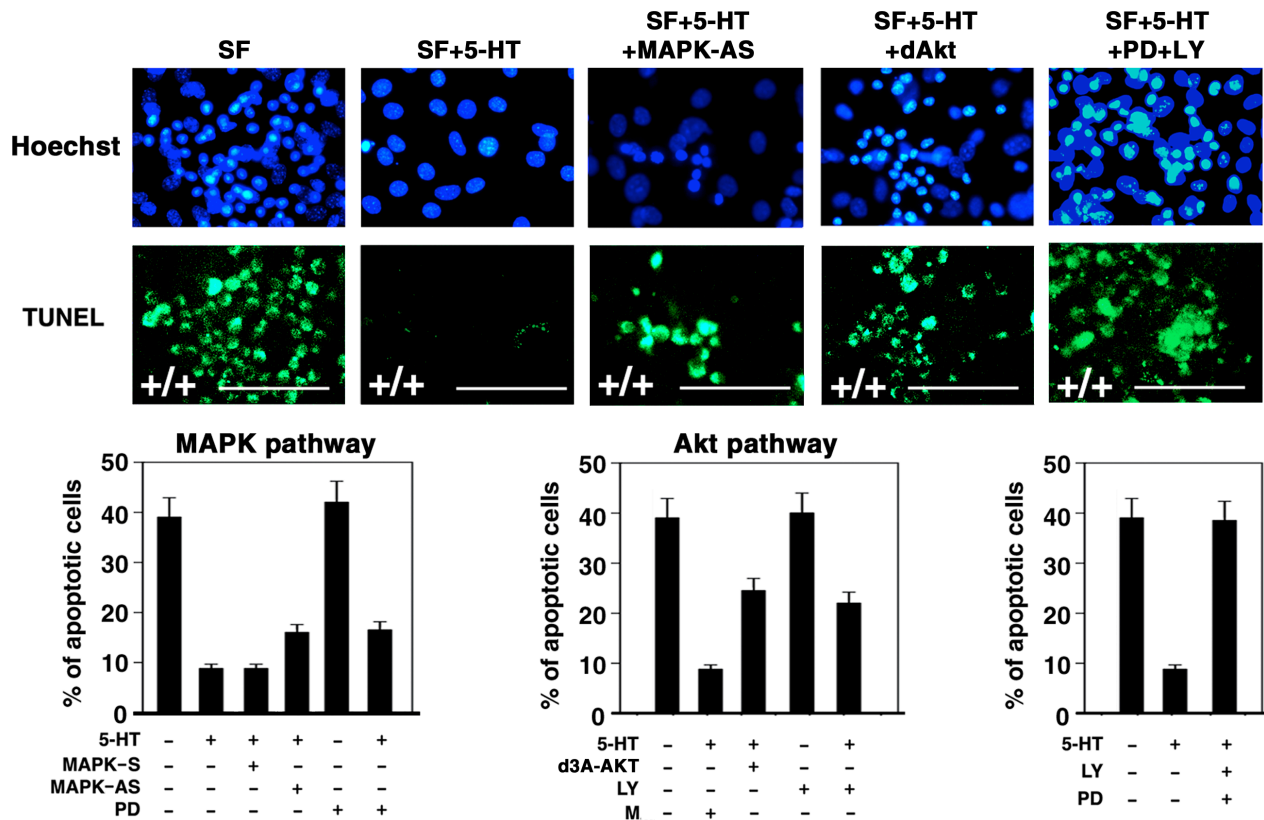 SF
SF+5-HT
SF+5-HT
+MAPK-AS
SF+5-HT
+dAkt
SF+5-HT
+PD+LY
Hoechst
TUNEL
+/+ +/+ +/+ +/+ +/+
MAPK pathway
% of apoptotic cells
50
40
30
20
10
0
5-HT – + + + – +
MAPK–S – – + – – –
MAPK–AS – – – + – –
PD – – – – + +
Akt pathway
% of apoptotic cells
50
40
30
20
10
0
5-HT – + + – +
d3A-AKT – – + – –
LY – – – + +
M – + – – –
% of apoptotic cells
50
40
30
20
10
0
5-HT – + +
LY – – +
PD – – +